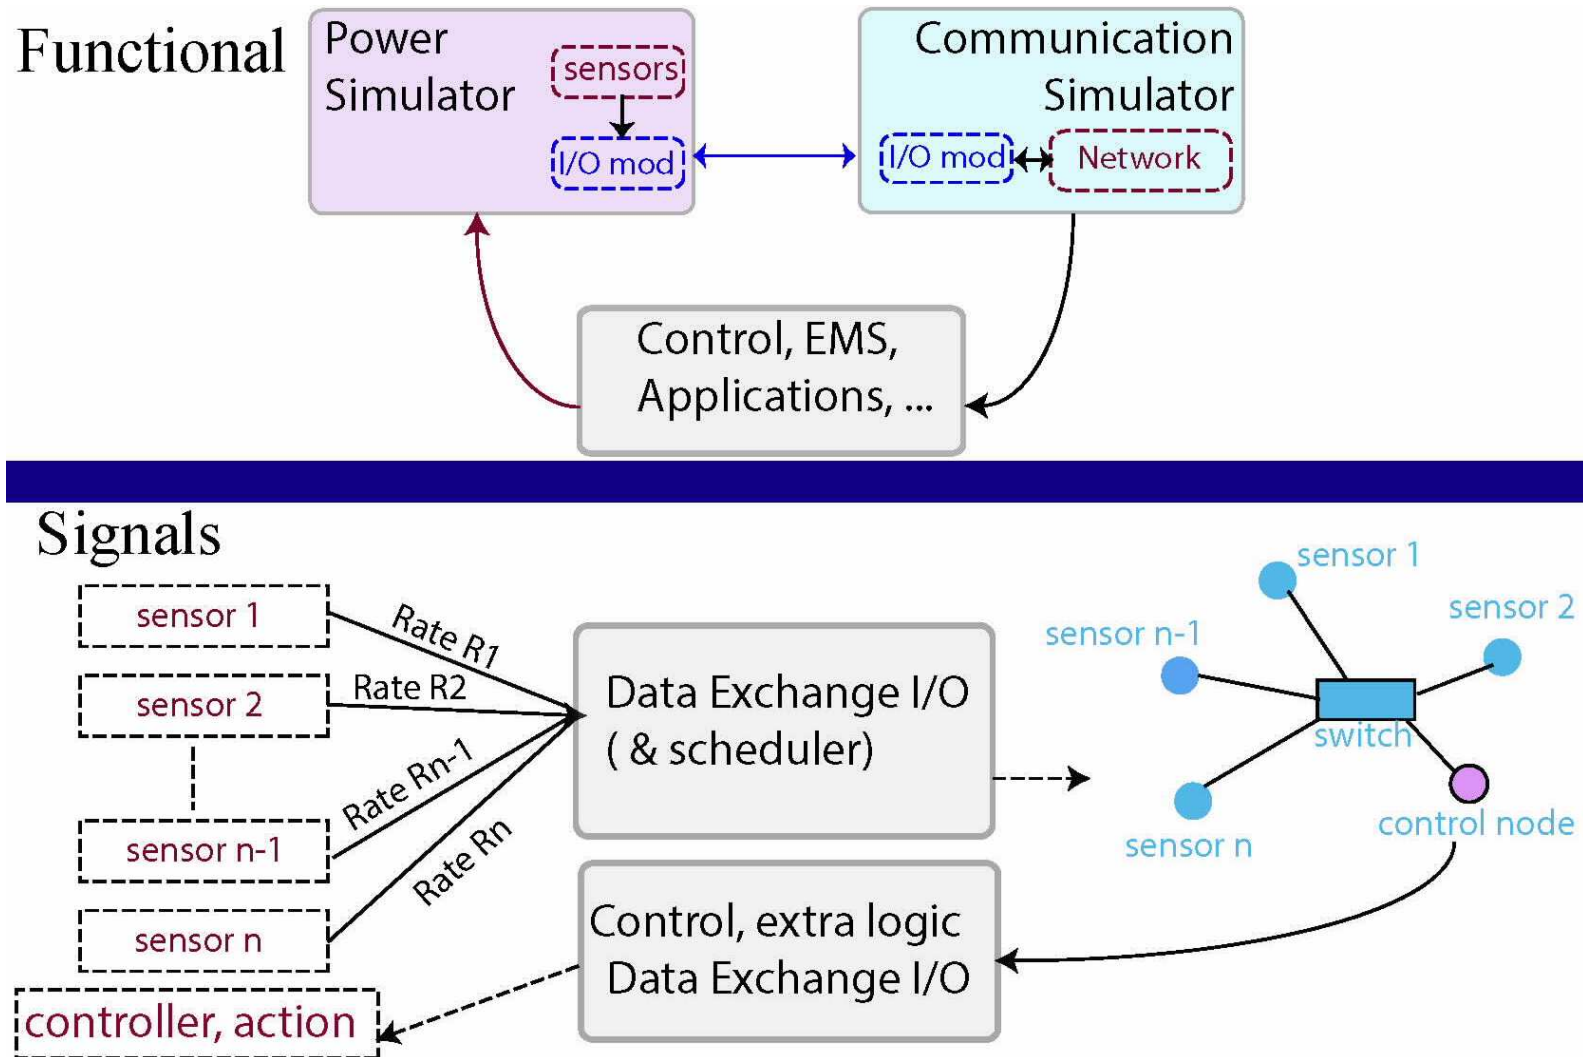 Functional
Power
Simulator
sensors
I/O mod
Communication
Simulator
I/O mod
Network
Control, EMS,
Applications, ...
Signals
sensor 1
sensor 2
sensor n-1
sensor n
controller, action
Rate R1
Rate R2
Rate Rn-1
Rate Rn
Data Exchange I/O
( & scheduler)
Control, extra logic
Data Exchange I/O
sensor 1
sensor 2
sensor n-1
switch
sensor n
control node